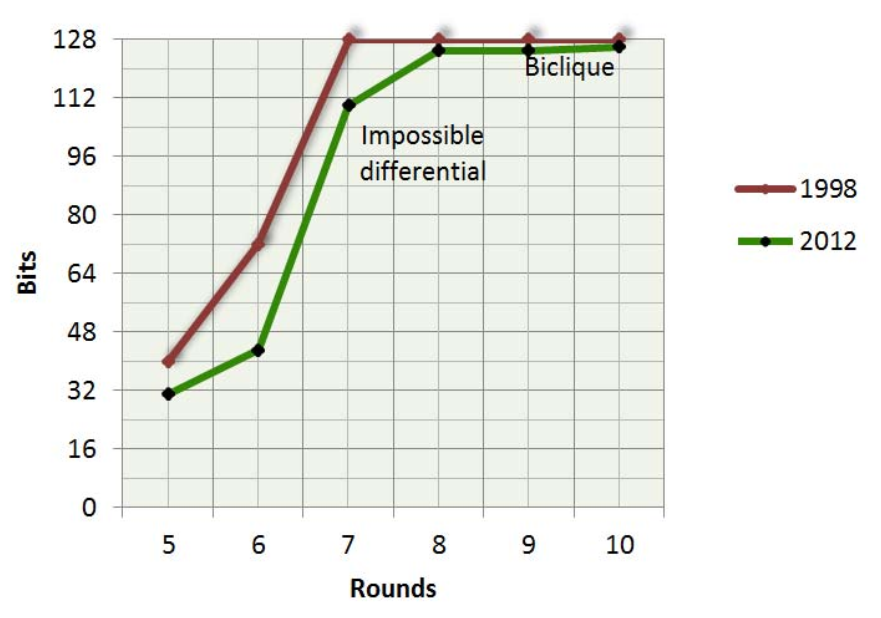 128
112
96
80
64
48
32
16
0
Bits
Biclique
Impossible
differential
1998
2012
5 6 7 8 9 10
Rounds